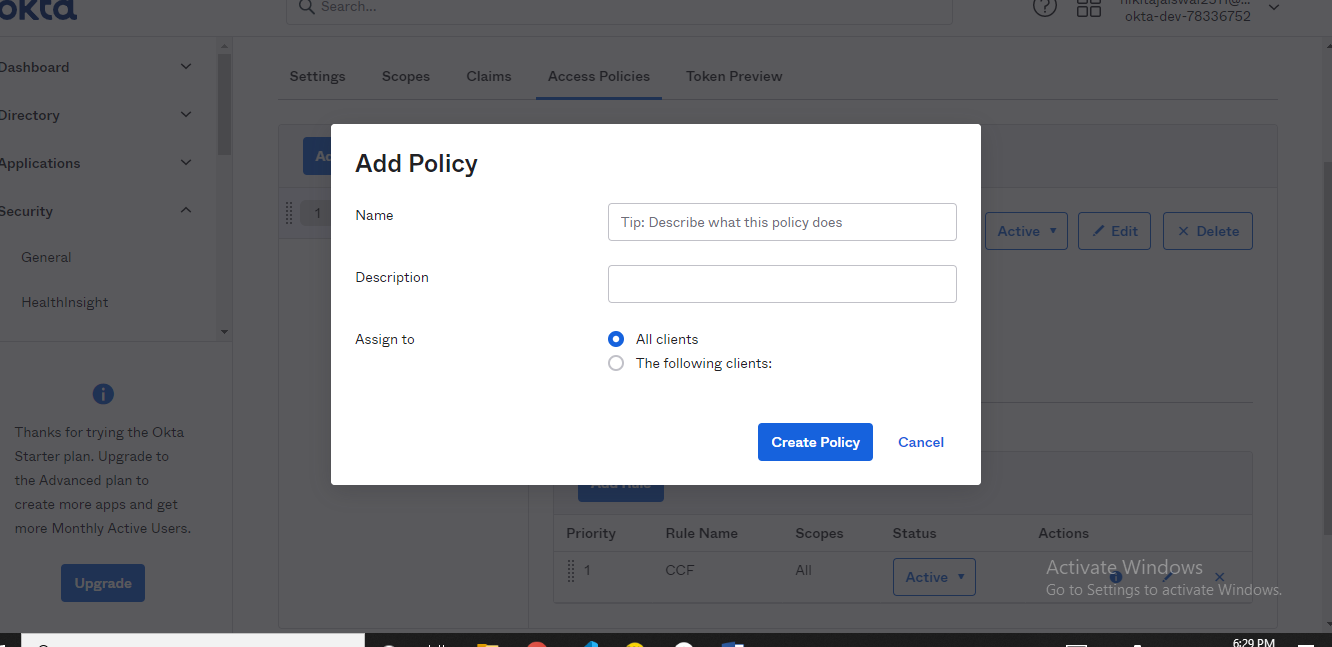 okta
Search...
okta-dev-78336752
Dashboard
Directory
Applications
Security
General
HealthInsight
Thanks for trying the Okta
Starter plan. Upgrade to
the Advanced plan to
create more apps and get
more Monthly Active Users.
Upgrade
Settings Scopes Claims Access Policies Token Preview
1
Active Edit Delete
Add Policy
Name
Tip: Describe what this policy does
Description
Assign to
All clients
The following clients:
Create Policy Cancel
Add Rule
Priority Rule Name Scopes Status Actions
1 CCF All Active
Activate Windows
Go to Settings to activate Windows.
6:29 PM